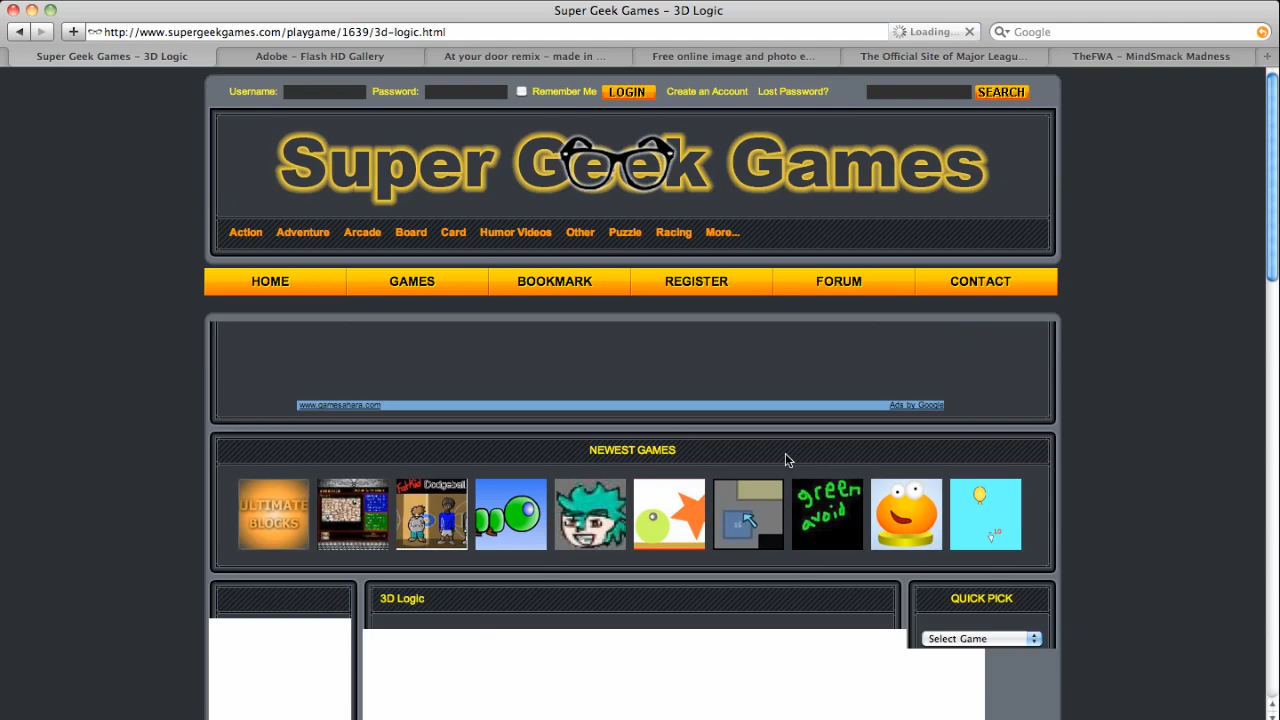 Super Geek Games – 3D Logic
http://www.supergeekgames.com/playgame/1639/3d-logic.html
Loading...
Google
Super Geek Games – 3D Logic
Adobe – Flash HD Gallery
At your door remix – made in ...
Free online image and photo e...
The Official Site of Major Leagu...
TheFWA – MindSmack Madness
Username:
Password:
Remember Me
LOGIN
Create an Account
Lost Password?
SEARCH
Super Geek Games
Action Adventure Arcade Board Card Humor Videos Other Puzzle Racing More...
HOME
GAMES
BOOKMARK
REGISTER
FORUM
CONTACT
www.gamesahara.com
Ads by Google
NEWEST GAMES
ULTIMATE
BLOCKS
Dodgeball
green
avoid
10
3D Logic
QUICK PICK
Select Game